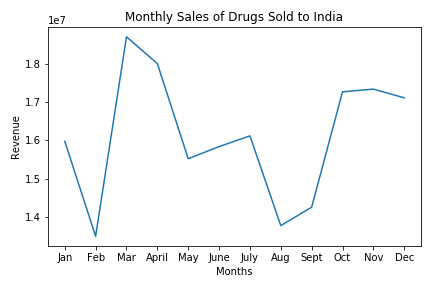 Monthly Sales of Drugs Sold to India
1e7
1.8
1.7
1.6
1.5
1.4
Revenue
Jan Feb Mar April May June July Aug Sept Oct Nov Dec
Months